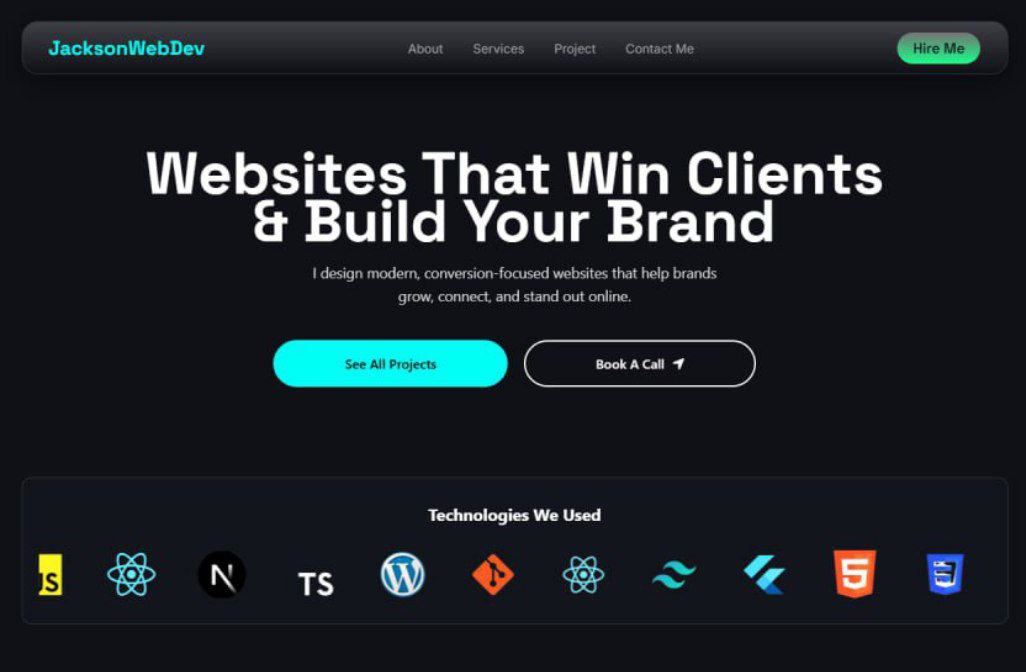 JacksonWebDev
About Services Project Contact Me
Hire Me
Websites That Win Clients
& Build Your Brand
I design modern, conversion-focused websites that help brands
grow, connect, and stand out online.
See All Projects
Book A Call
Technologies We Used
JS
N
TS
W
5
3